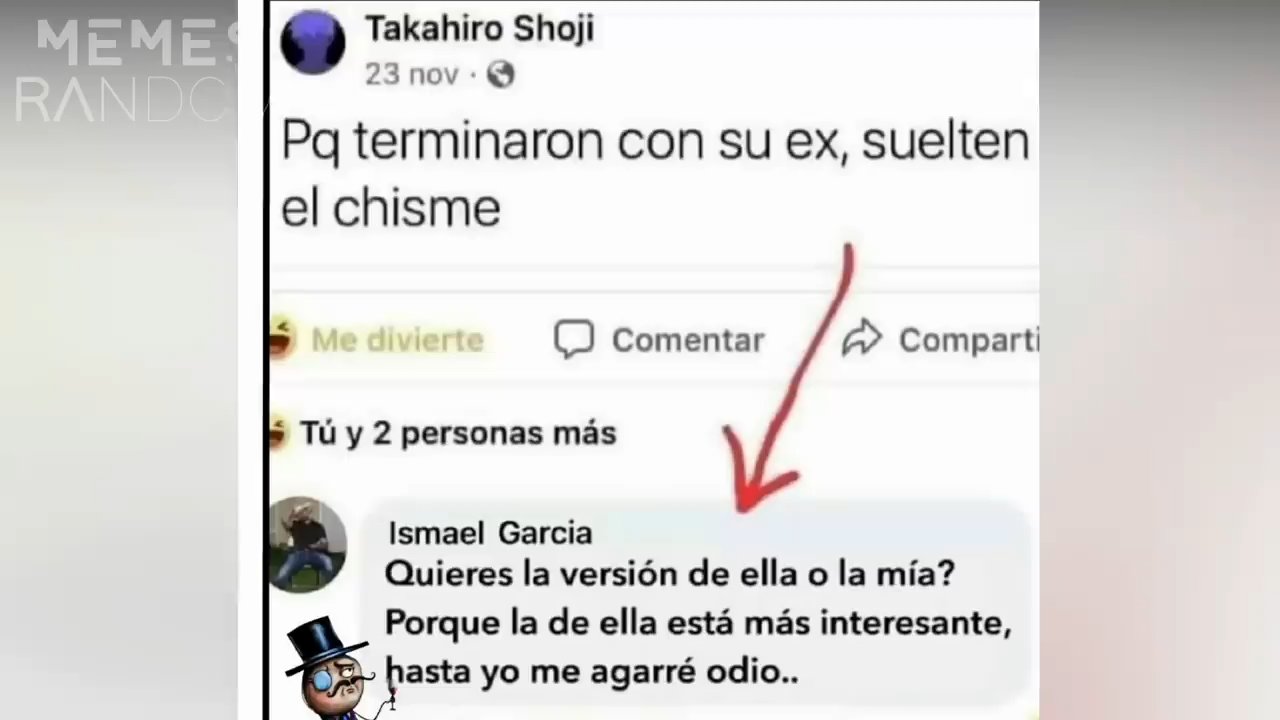 MEMES
RANDO
Takahiro Shoji
23 nov ·
Pq terminaron con su ex, suelten
el chisme
Me divierte
Comentar
Comparti
Tú y 2 personas más
Ismael Garcia
Quieres la versión de ella o la mía?
Porque la de ella está más interesante,
hasta yo me agarré odio..